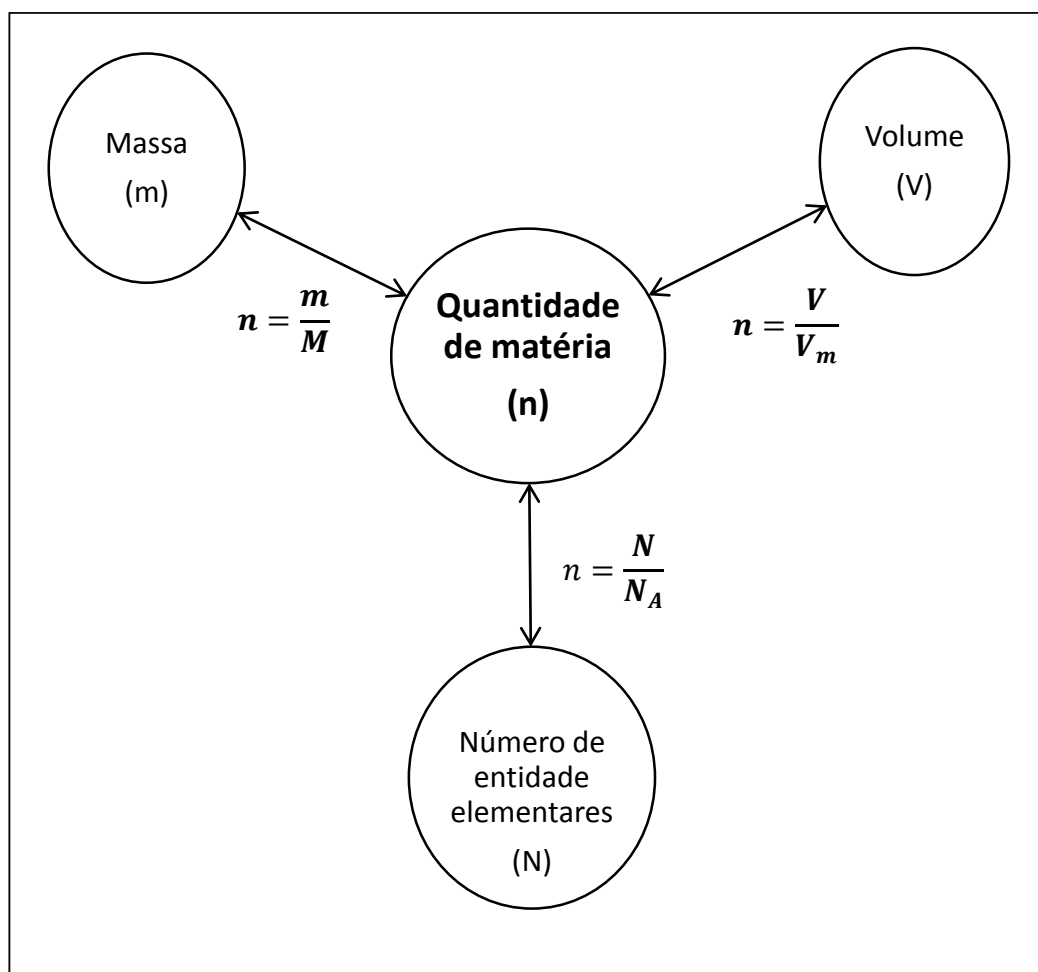 Massa
(m)
Volume
(V)
Quantidade
de matéria
(n)
n = m/M
n = V/V_m
n = N/N_A
Número de
entidade
elementares
(N)